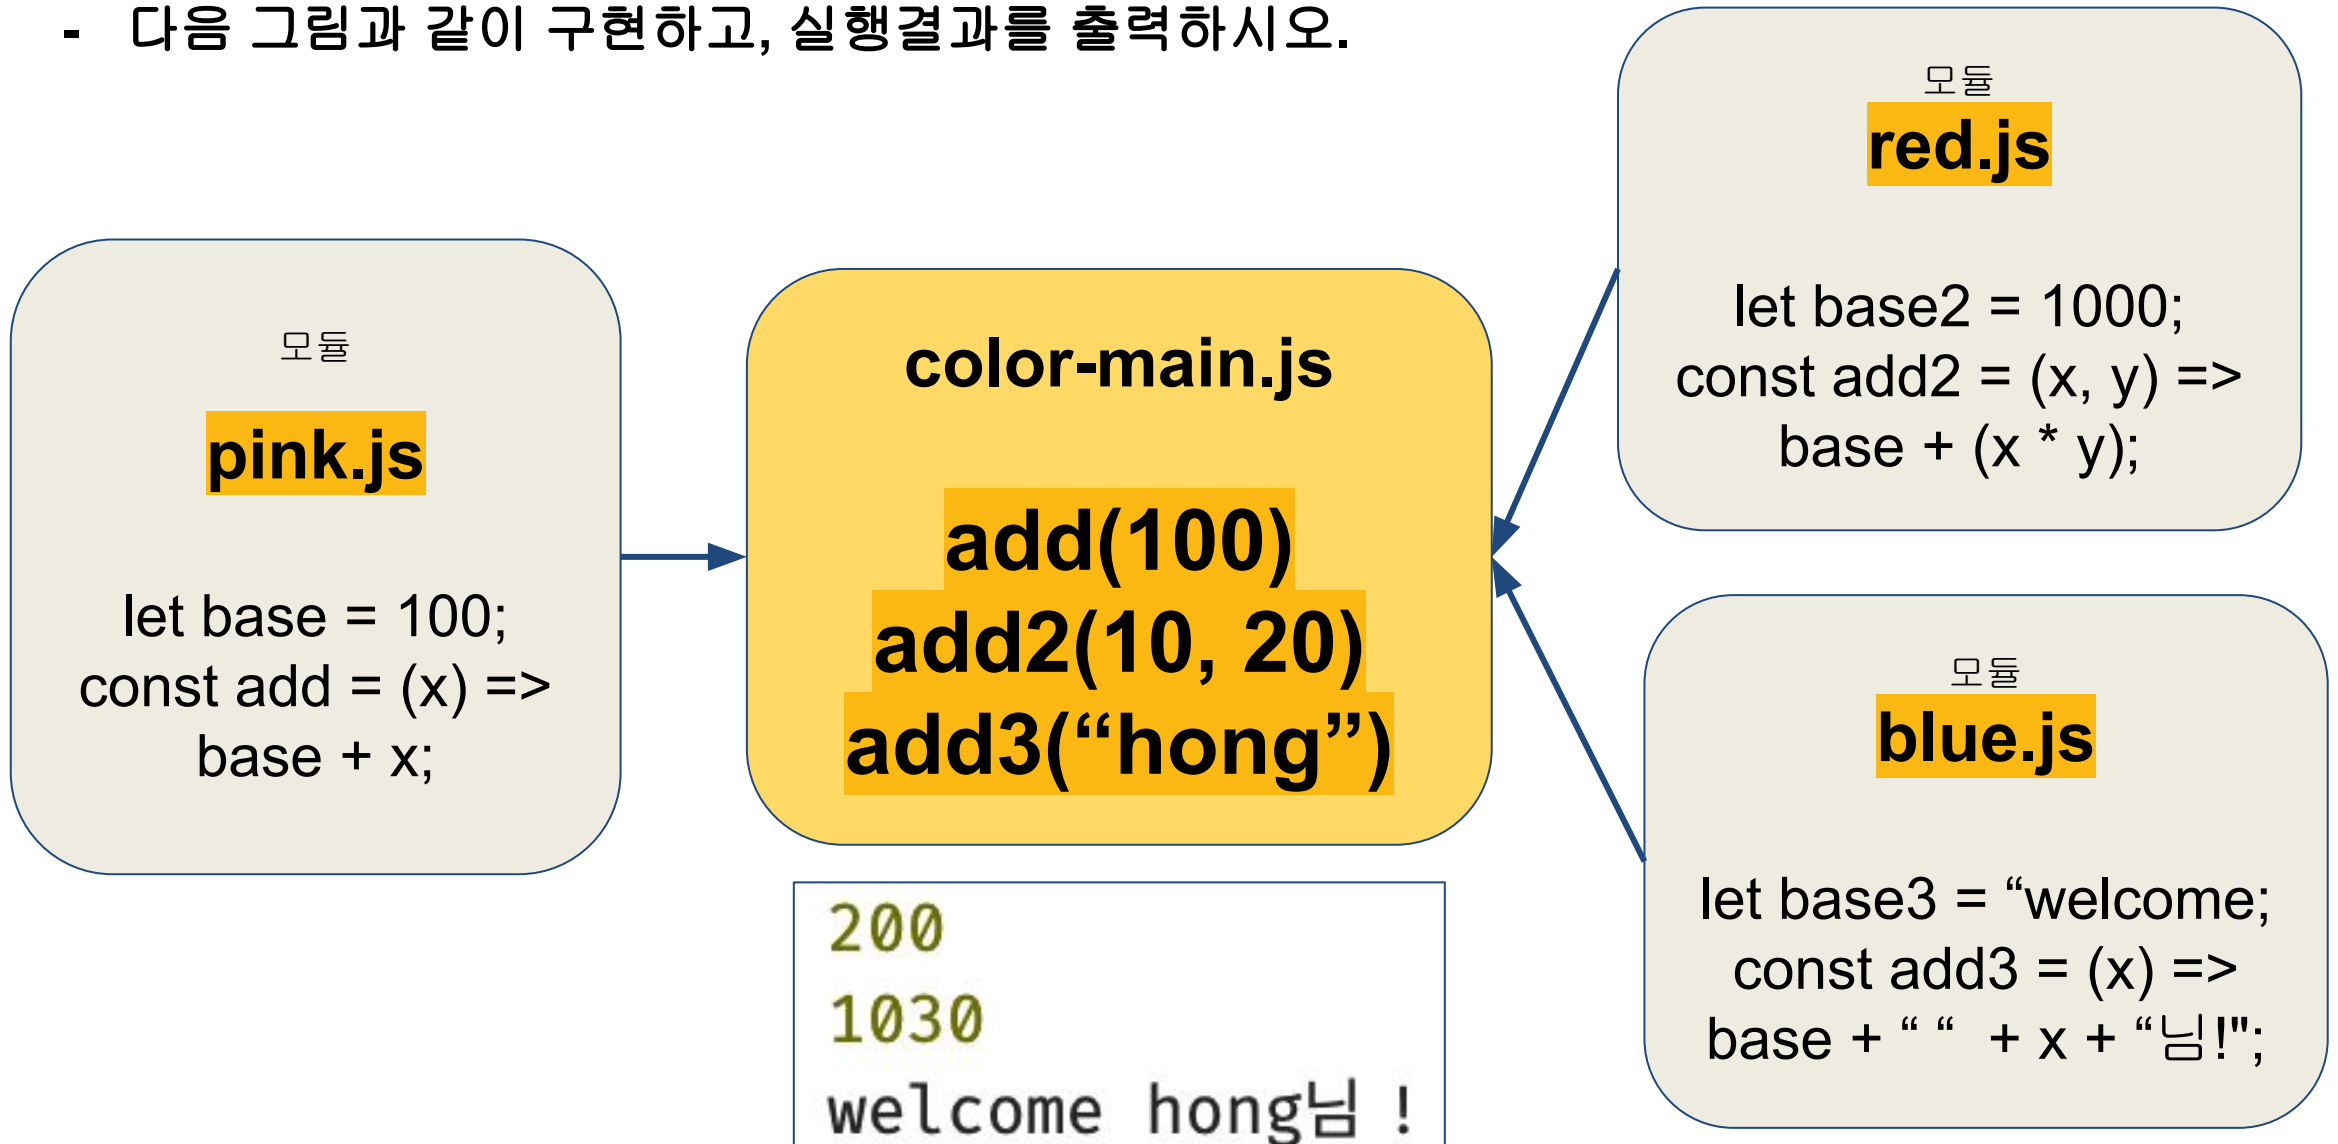 - 다음 그림과 같이 구현하고, 실행결과를 출력하시오.
모듈
pink.js
let base = 100;
const add = (x) =>
base + x;
color-main.js
add(100)
add2(10, 20)
add3(“hong”)
200
1030
welcome hong님 !
모듈
red.js
let base2 = 1000;
const add2 = (x, y) =>
base + (x * y);
모듈
blue.js
let base3 = “welcome;
const add3 = (x) =>
base + “ “ + x + “님!";